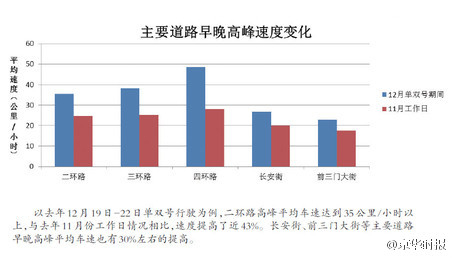 主要道路早晚高峰速度变化
平均速度（公里/小时）
60
50
40
30
20
10
0
二环路 三环路 四环路 长安街 前三门大街
12月单双号期间
11月工作日
以去年12月19日-22日单双号行驶为例，二环路高峰平均车速达到35公里/小时以
上，与去年11月份工作日情况相比，速度提高了近43%。长安街、前三门大街等主要道路
早晚高峰平均车速也有30%左右的提高。
@京华时报